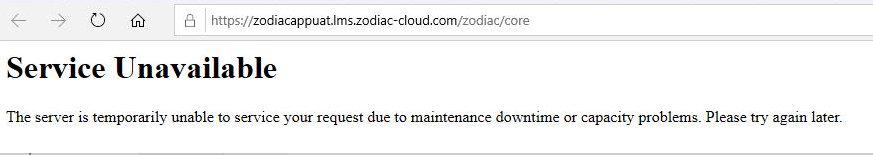 https://zodiacappuat.lms.zodiac-cloud.com/zodiac/core
Service Unavailable
The server is temporarily unable to service your request due to maintenance downtime or capacity problems. Please try again later.